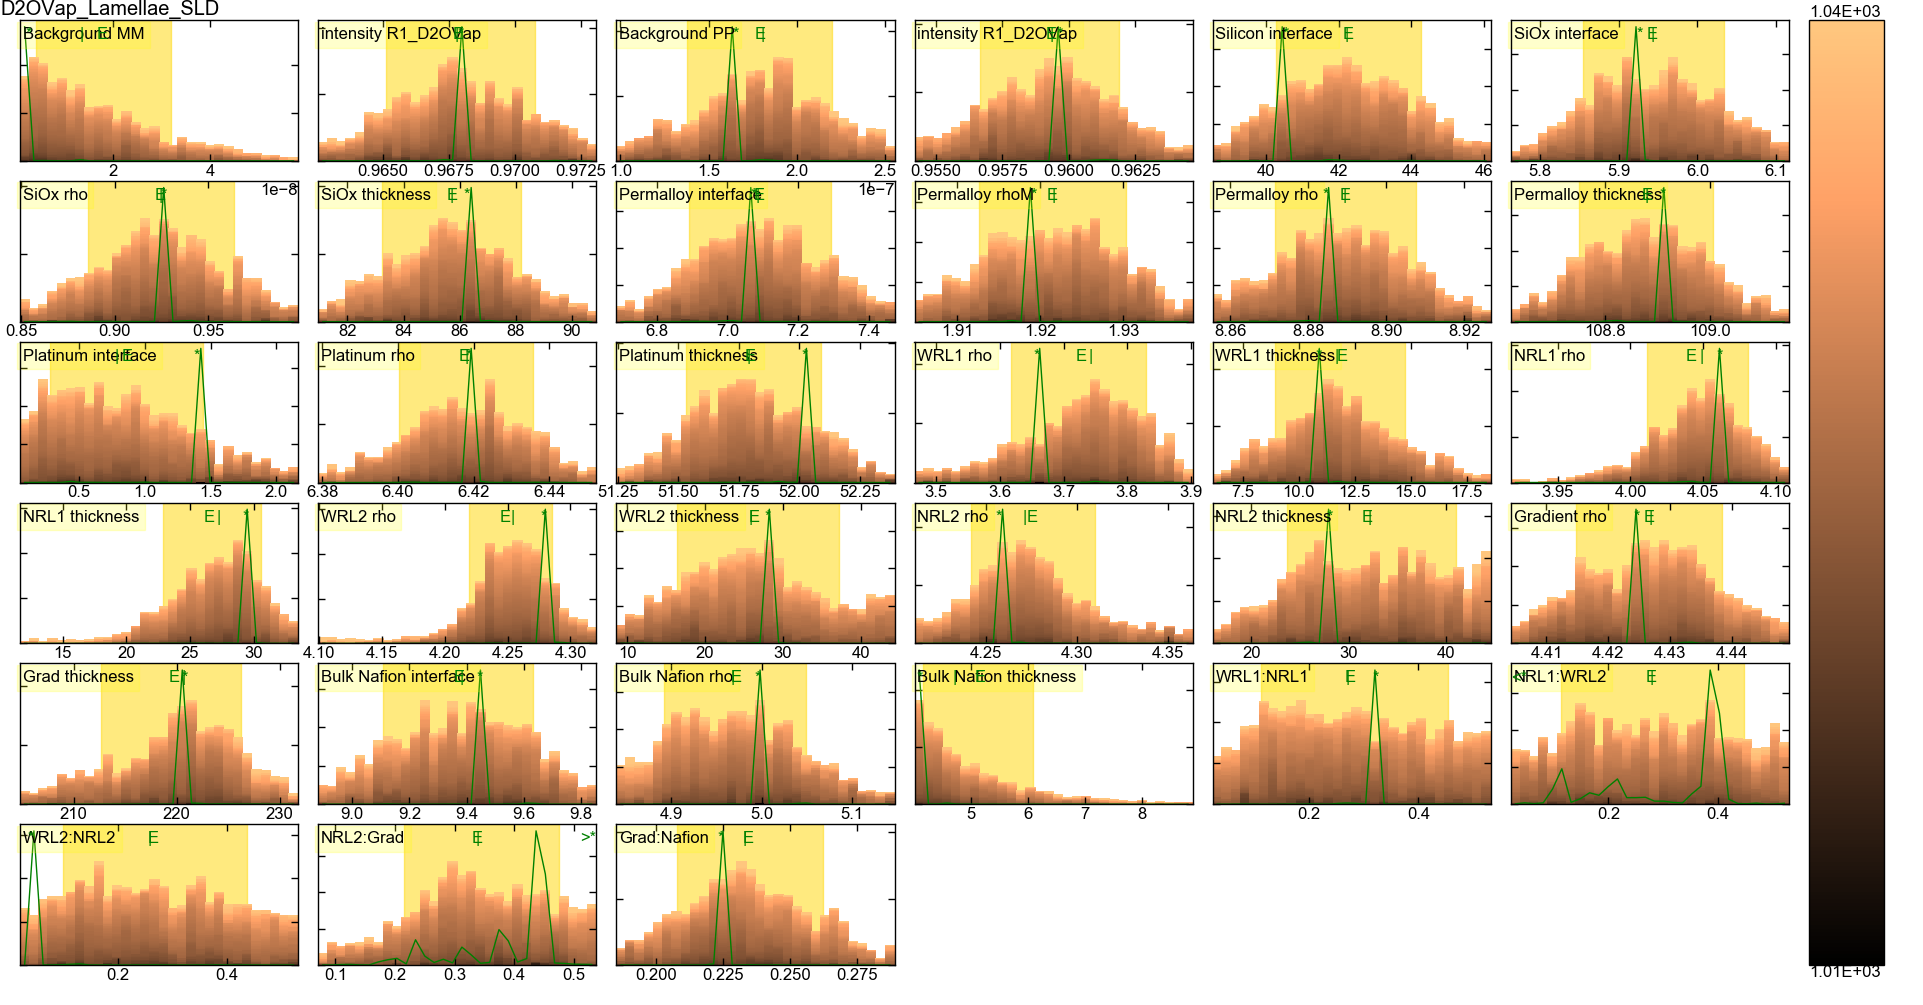 D2OVap_Lamellae_SLD
1.04E+03
Background MM | E
intensity R1_D2OVap E
Background PP * E|
intensity R1_D2OVap E
Silicon interface |E
SiOx interface * E|
2 4
0.9650 0.9675 0.9700 0.9725
1.0 1.5 2.0 2.5
0.9550 0.9575 0.9600 0.9625
40 42 44 46
5.8 5.9 6.0 6.1
1e-8 1e-7
SiOx rho E|*
SiOx thickness E| *
Permalloy interface |E
Permalloy rhoM * E|
Permalloy rho * |E
Permalloy thickness E| *
0.85 0.90 0.95
82 84 86 88 90
6.8 7.0 7.2 7.4
1.91 1.92 1.93
8.86 8.88 8.90 8.92
108.8 109.0
Platinum interface | E *
Platinum rho E|
Platinum thickness E| *
WRL1 rho * E |
WRL1 thickness |E
NRL1 rho E | *
0.5 1.0 1.5 2.0
6.38 6.40 6.42 6.44
51.25 51.50 51.75 52.00 52.25
3.5 3.6 3.7 3.8 3.9
7.5 10.0 12.5 15.0 17.5
3.95 4.00 4.05 4.10
NRL1 thickness E | *
WRL2 rho E| *
WRL2 thickness |E *
NRL2 rho * |E
NRL2 thickness * E|
Gradient rho * E|
15 20 25 30
4.10 4.15 4.20 4.25 4.30
10 20 30 40
4.25 4.30 4.35
20 30 40
4.41 4.42 4.43 4.44
Grad thickness E | *
Bulk Nafion interface E| *
Bulk Nafion rho |E *
Bulk Nafion thickness | E
WRL1:NRL1 |E *
<* NRL1:WRL2 E|
210 220 230
9.0 9.2 9.4 9.6 9.8
4.9 5.0 5.1
5 6 7 8
0.2 0.4
0.2 0.4
WRL2:NRL2 |E
NRL2:Grad E| >*
Grad:Nafion * |E
0.2 0.4
0.1 0.2 0.3 0.4 0.5
0.200 0.225 0.250 0.275
1.01E+03